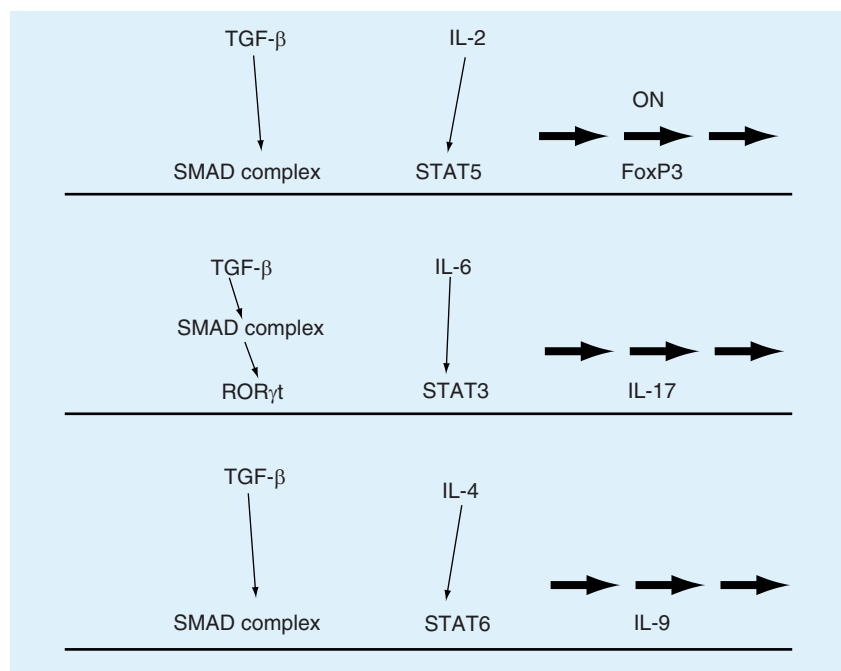 TGF-β IL-2
ON
SMAD complex STAT5 FoxP3
TGF-β IL-6
SMAD complex
RORγt STAT3 IL-17
TGF-β
IL-4
SMAD complex STAT6 IL-9